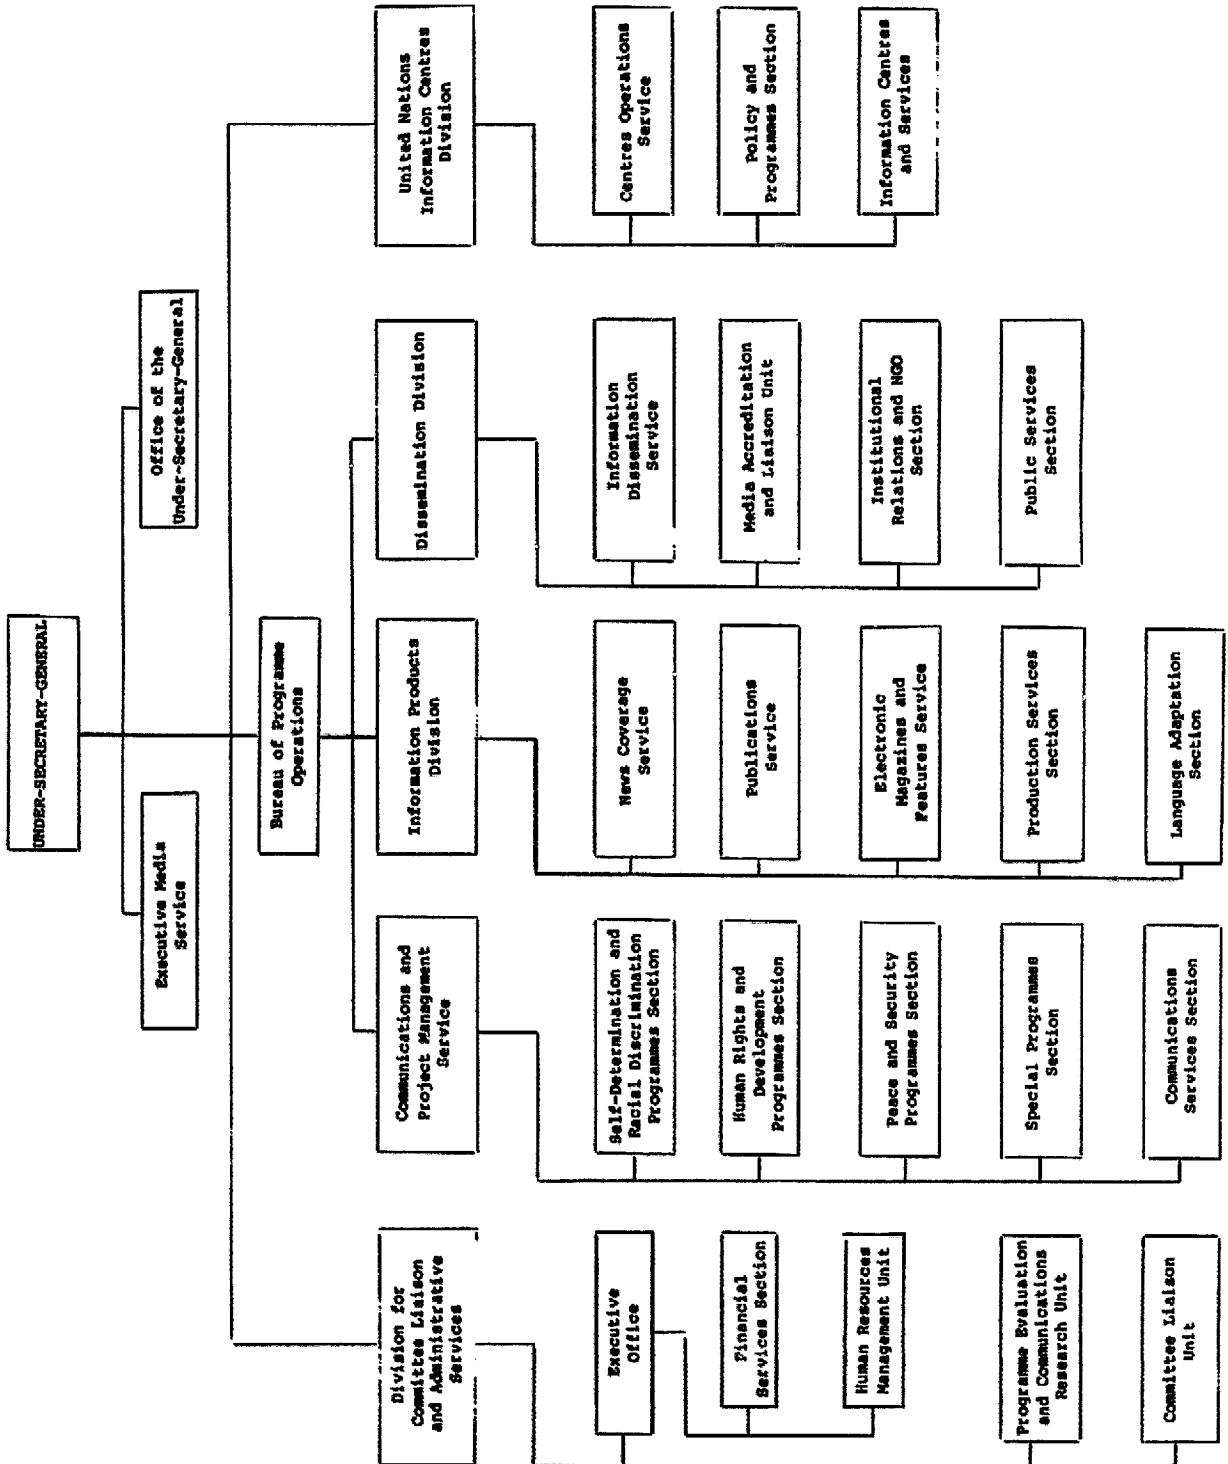 UNDER-SECRETARY-GENERAL
Executive Media
Service
Office of the
Under-Secretary-General
Bureau of Programme
Operations
Division for
Committee Liaison
and Administrative
Services
Communications and
Project Management
Service
Information Products
Division
Dissemination Division
United Nations
Information Centres
Division
Executive
Office
Financial
Services Section
Human Resources
Management Unit
Programme Evaluation
and Communications
Research Unit
Committee Liaison
Unit
Self-Determination and
Racial Discrimination
Programmes Section
Human Rights and
Development
Programmes Section
Peace and Security
Programmes Section
Special Programmes
Section
Communications
Services Section
News Coverage
Service
Publications
Service
Electronic
Magazines and
Features Service
Production Services
Section
Language Adaptation
Section
Information
Dissemination
Service
Media Accreditation
and Liaison Unit
Institutional
Relations and NGO
Section
Public Services
Section
Centres Operations
Service
Policy and
Programmes Section
Information Centres
and Services